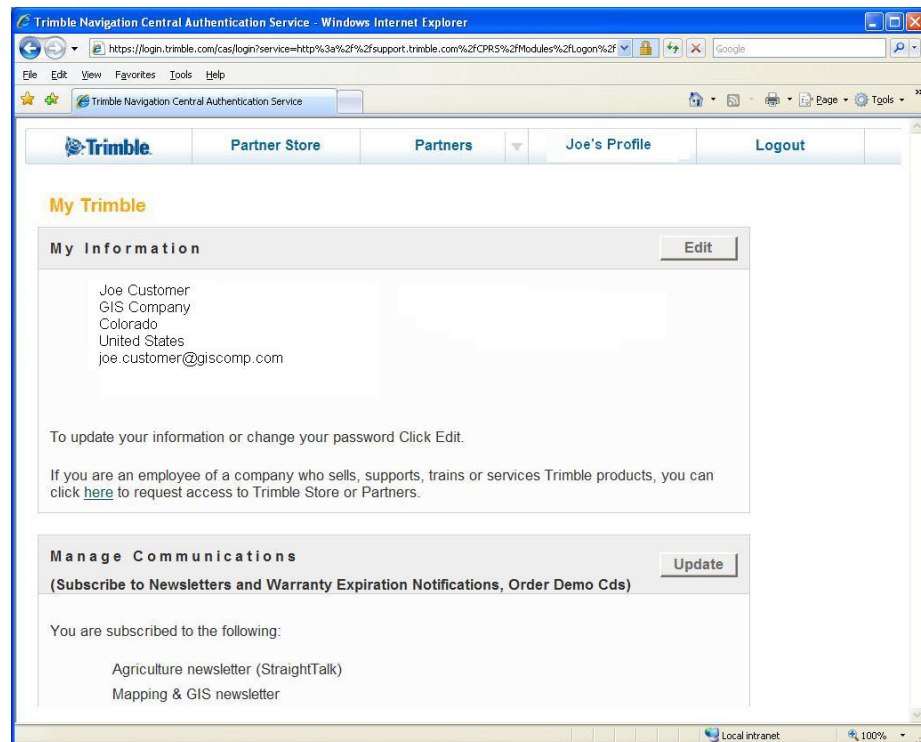 Trimble Navigation Central Authentication Service - Windows Internet Explorer
https://login.trimble.com/cas/login?service=http%3a%2f%2fsupport.trimble.com%2fCPRS%2fModules%2fLogon%2f
Google
File Edit View Favorites Tools Help
Trimble Navigation Central Authentication Service
Page Tools »
Trimble. Partner Store Partners Joe's Profile Logout
My Trimble
My Information Edit
Joe Customer
GIS Company
Colorado
United States
joe.customer@giscomp.com
To update your information or change your password Click Edit.
If you are an employee of a company who sells, supports, trains or services Trimble products, you can
click here to request access to Trimble Store or Partners.
Manage Communications
Update
(Subscribe to Newsletters and Warranty Expiration Notifications, Order Demo Cds)
You are subscribed to the following:
Agriculture newsletter (StraightTalk)
Mapping & GIS newsletter
Local intranet 100%